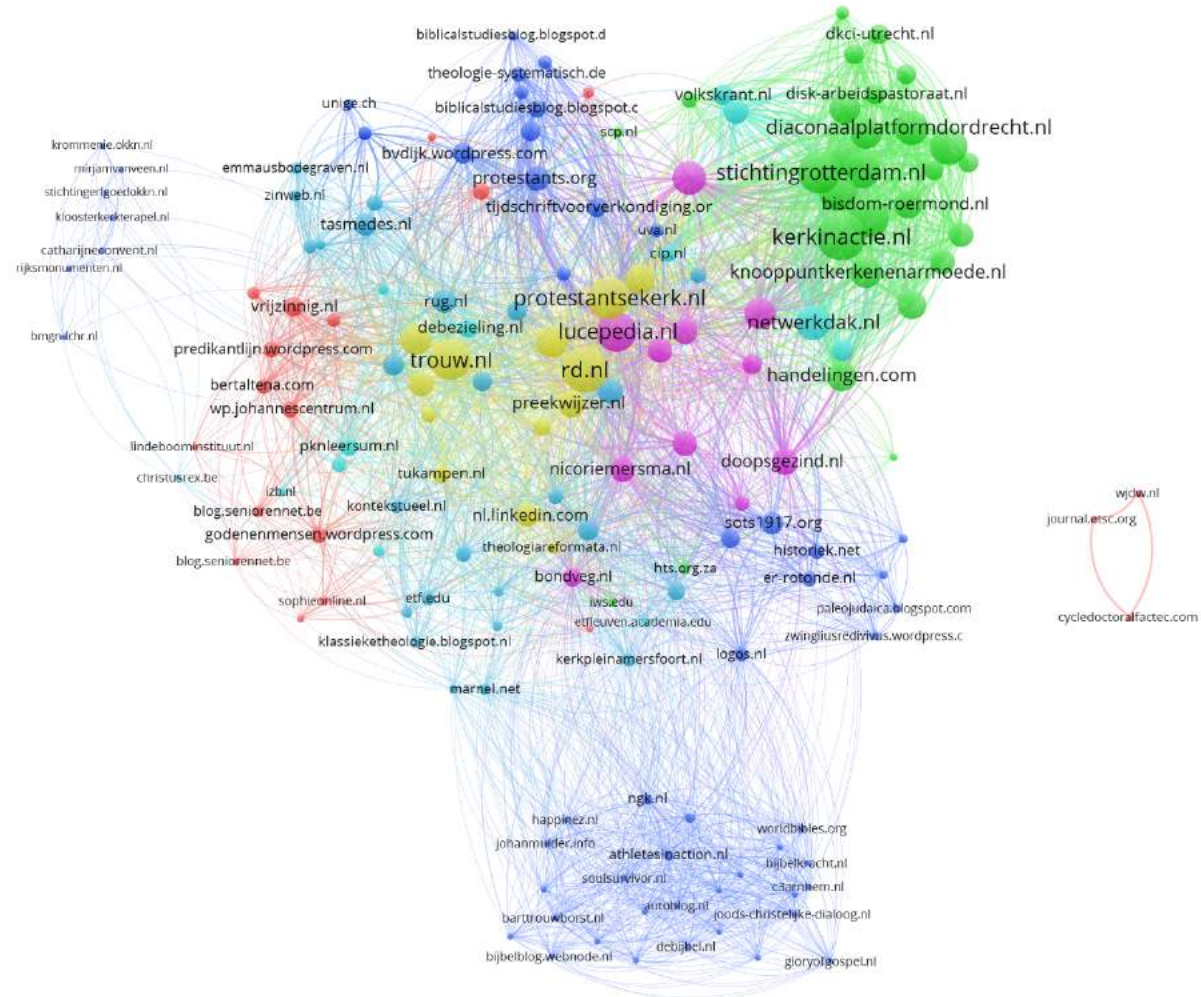 biblicalstudiesblog.blogspot.d
dkci-utrecht.nl
theologie-systematisch.de
volkskrant.nl
disk-arbeidspastoraat.nl
unige.ch
biblicalstudiesblog.blogspot.c
diaconaalplatformdordrecht.nl
scp.nl
krommenie.okkn.nl
bvdijk.wordpress.com
mirjamvanveen.nl
emmausbodegraven.nl
protestants.org
stichtingrotterdam.nl
stichtingerfgoedokkn.nl
zinweb.nl
tijdschriftvoorverkondiging.or
bisdom-roermond.nl
kloosterkerkterapel.nl
tasmedes.nl
uva.nl
kerkinactie.nl
catharijneconvent.nl
cip.nl
rijksmonumenten.nl
knooppuntkerkenenarmoede.nl
vrijzinnig.nl
rug.nl
protestantsekerk.nl
debezieling.nl
lucepedia.nl
netwerkdak.nl
bmgn-lchr.nl
predikantlijn.wordpress.com
trouw.nl
rd.nl
handelingen.com
bertaltena.com
wp.johannescentrum.nl
preekwijzer.nl
lindeboominstituut.nl
pknleersum.nl
christusrex.be
tukampen.nl
nicoriemersma.nl
doopsgezind.nl
izb.nl
wjdw.nl
blog.seniorennet.be
kontekstueel.nl
nl.linkedin.com
journal.etsc.org
sots1917.org
godenenmensen.wordpress.com
theologiareformata.nl
historiek.net
blog.seniorennet.be
hts.org.za
bondveg.nl
er-rotonde.nl
sophieonline.nl
etf.edu
iws.edu
paleojudaica.blogspot.com
etfleuven.academia.edu
cycledoctoralfactec.com
klassieketheologie.blogspot.nl
zwingliusredivivus.wordpress.c
kerkpleinamersfoort.nl
logos.nl
marnel.net
ngk.nl
happinez.nl
worldbibles.org
johanmulder.info
athletesinaction.nl
bijbelkracht.nl
soulsurvivor.nl
c3arnhem.nl
autoblog.nl
barttrouwborst.nl
joods-christelijke-dialoog.nl
debijbel.nl
bijbelblog.webnode.nl
gloryofgospel.nl